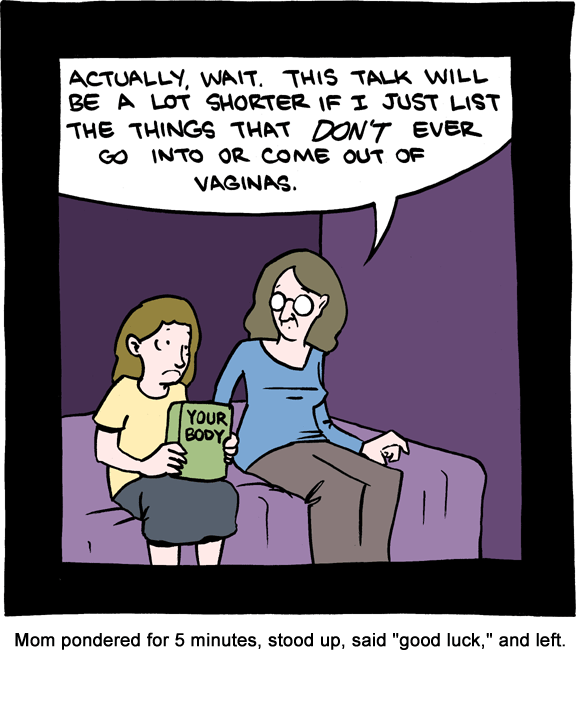 ACTUALLY, WAIT. THIS TALK WILL
BE A LOT SHORTER IF I JUST LIST
THE THINGS THAT DON'T EVER
GO INTO OR COME OUT OF
VAGINAS.
YOUR
BODY
Mom pondered for 5 minutes, stood up, said "good luck," and left.